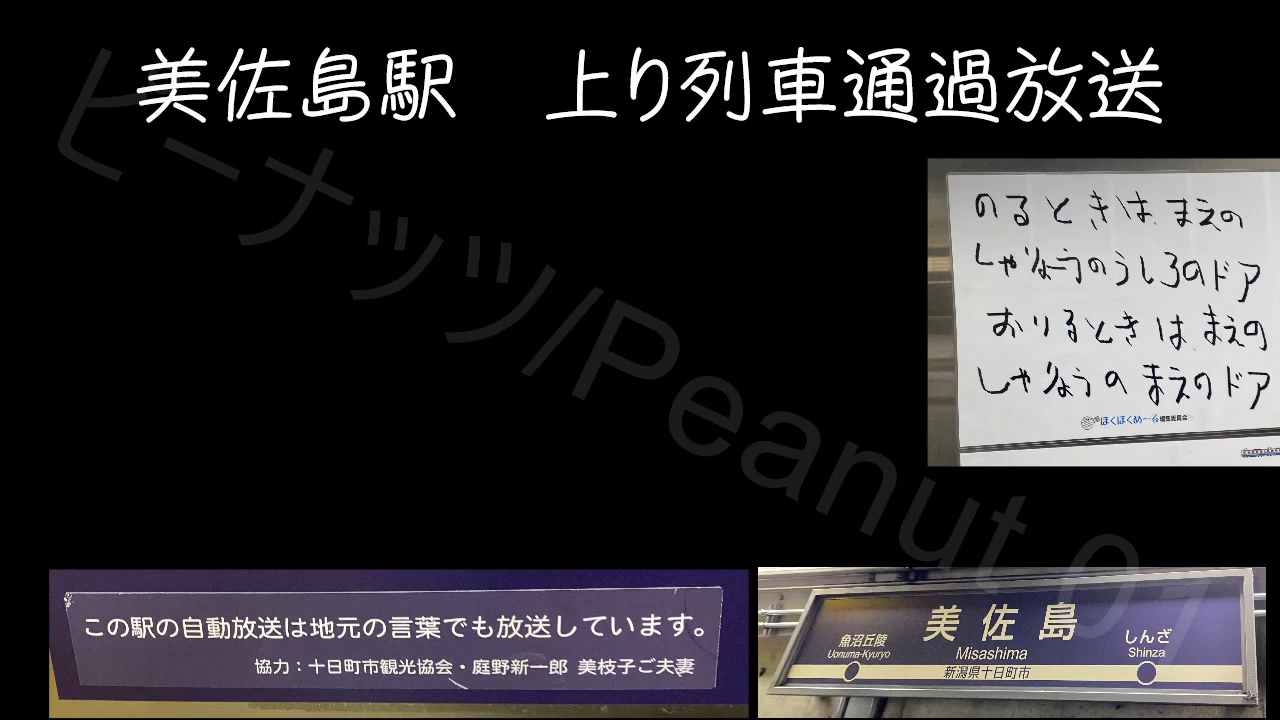 美佐島駅 上り列車通過放送
ピーナッツ/Peanut 07
のるときは まえの
しゃりょうのうしろのドア
おりるときは まえの
しゃりょうの まえのドア
ほくほくめーる 編集委員会
この駅の自動放送は地元の言葉でも放送しています。
協力：十日町市観光協会・庭野新一郎 美枝子ご夫妻
美佐島
魚沼丘陵
Uonuma-Kyuryo
Misashima
しんざ
Shinza
新潟県十日町市